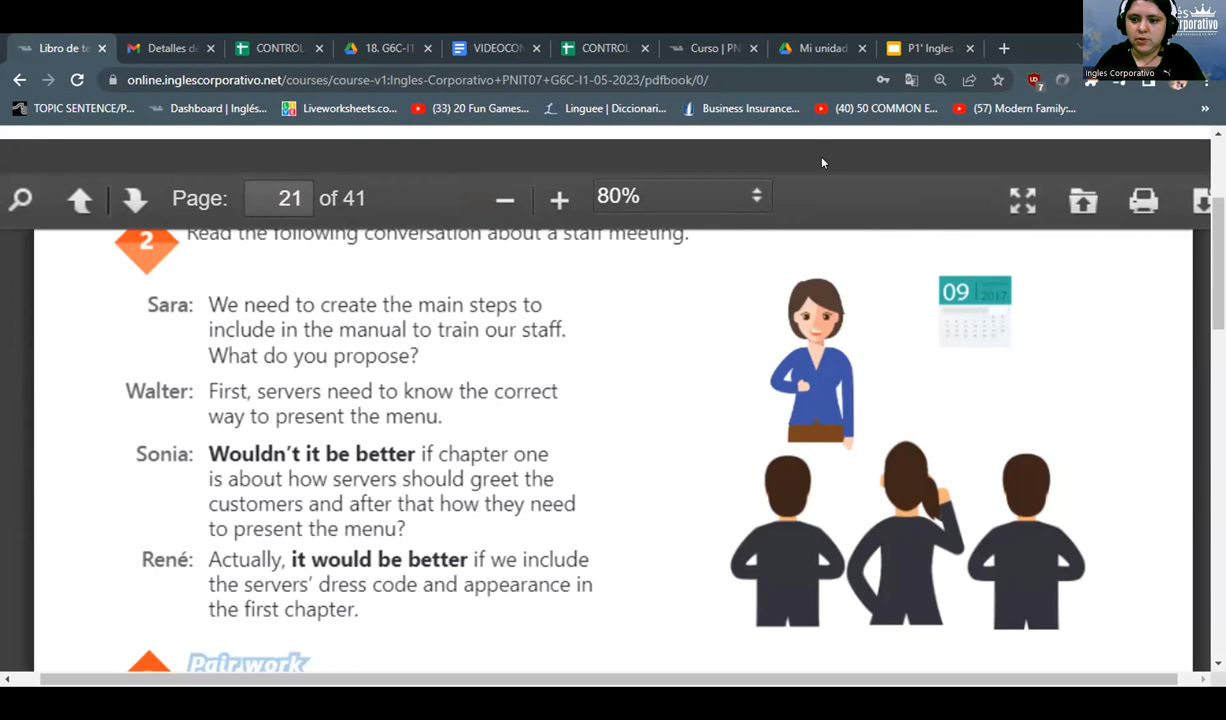 Libro de te
Detalles de
CONTROL
18. G6C-I1
VIDEOCON
CONTROL
Curso | PN
Mi unidad
P1' Ingles
online.inglescorporativo.net/courses/course-v1:Ingles-Corporativo+PNIT07+G6C-I1-05-2023/pdfbook/0/
Ingles Corporativo
TOPIC SENTENCE/P...
Dashboard | Inglés...
Liveworksheets.co...
(33) 20 Fun Games...
Linguee | Diccionari...
Business Insurance...
(40) 50 COMMON E...
(57) Modern Family:...
Page: 21 of 41
80%
2 Read the following conversation about a staff meeting.
Sara: We need to create the main steps to
include in the manual to train our staff.
What do you propose?
Walter: First, servers need to know the correct
way to present the menu.
Sonia: Wouldn't it be better if chapter one
is about how servers should greet the
customers and after that how they need
to present the menu?
René: Actually, it would be better if we include
the servers' dress code and appearance in
the first chapter.
09 2017
Pair work